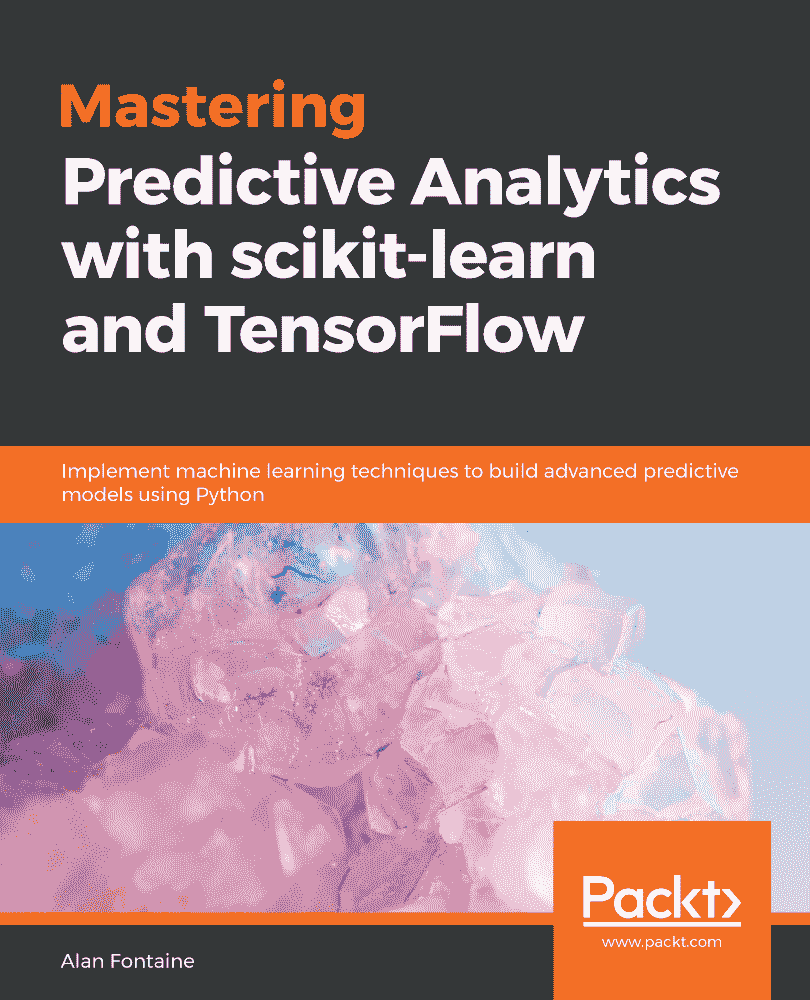 Mastering
Predictive Analytics
with scikit-learn
and TensorFlow
Implement machine learning techniques to build advanced predictive
models using Python
Alan Fontaine
Packt>
www.packt.com